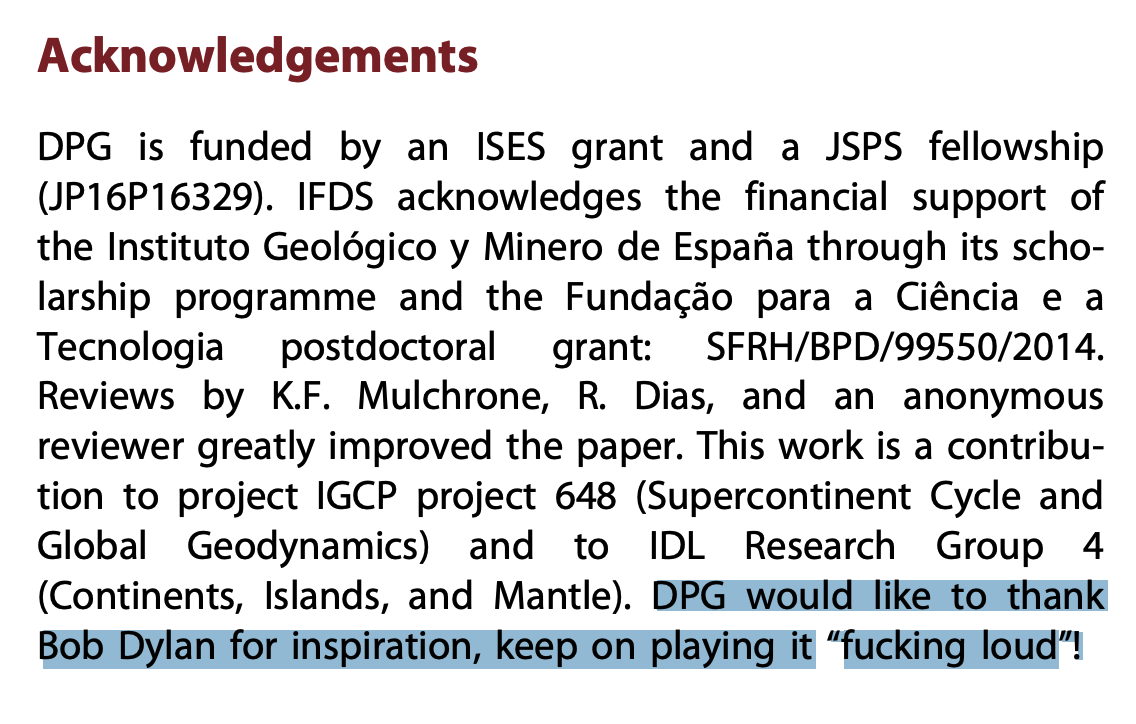 Acknowledgements
DPG is funded by an ISES grant and a JSPS fellowship
(JP16P16329). IFDS acknowledges the financial support of
the Instituto Geológico y Minero de España through its scho-
larship programme and the Fundação para a Ciência e a
Tecnologia postdoctoral grant: SFRH/BPD/99550/2014.
Reviews by K.F. Mulchrone, R. Dias, and an anonymous
reviewer greatly improved the paper. This work is a contribu-
tion to project IGCP project 648 (Supercontinent Cycle and
Global Geodynamics) and to IDL Research Group 4
(Continents, Islands, and Mantle). DPG would like to thank
Bob Dylan for inspiration, keep on playing it “fucking loud”!